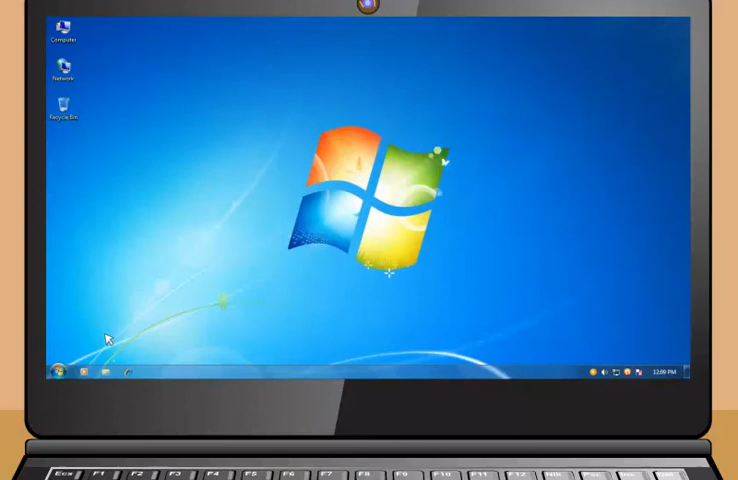 Computer
Network
Recycle Bin
12:09 PM
Esc F1 F2 F3 F4 F5 F6 F7 F8 F9 F10 F11 F12